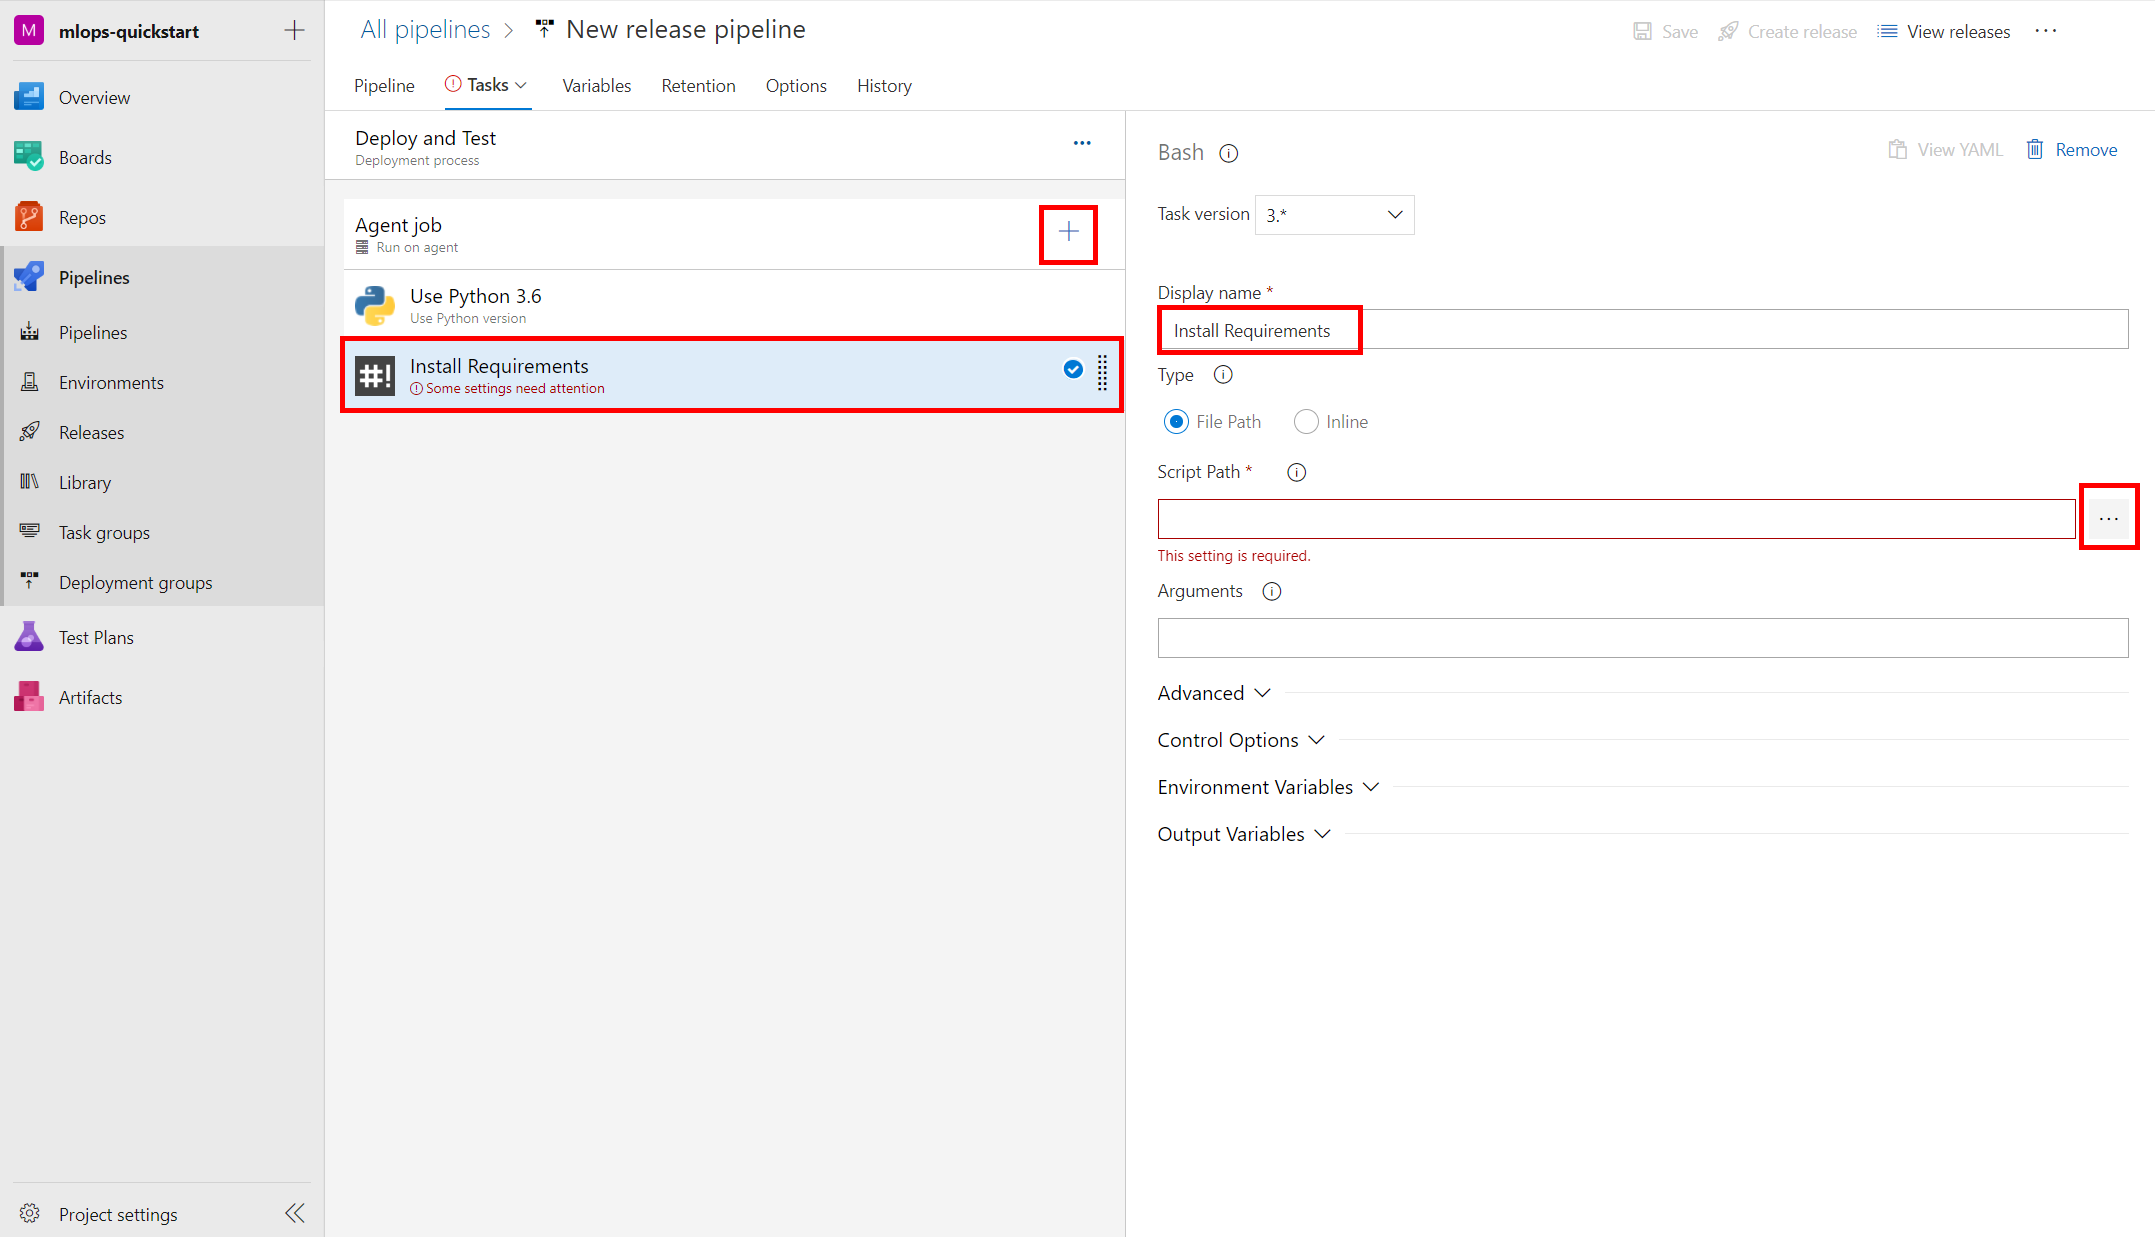 M mlops-quickstart
Overview
Boards
Repos
Pipelines
Pipelines
Environments
Releases
Library
Task groups
Deployment groups
Test Plans
Artifacts
Project settings
All pipelines > New release pipeline
Save Create release View releases ...
Pipeline Tasks Variables Retention Options History
Deploy and Test
Deployment process
...
Agent job
Run on agent
Use Python 3.6
Use Python version
#! Install Requirements
Some settings need attention
Bash
View YAML Remove
Task version 3.*
Display name *
Install Requirements
Type
File Path Inline
Script Path *
...
This setting is required.
Arguments
Advanced
Control Options
Environment Variables
Output Variables